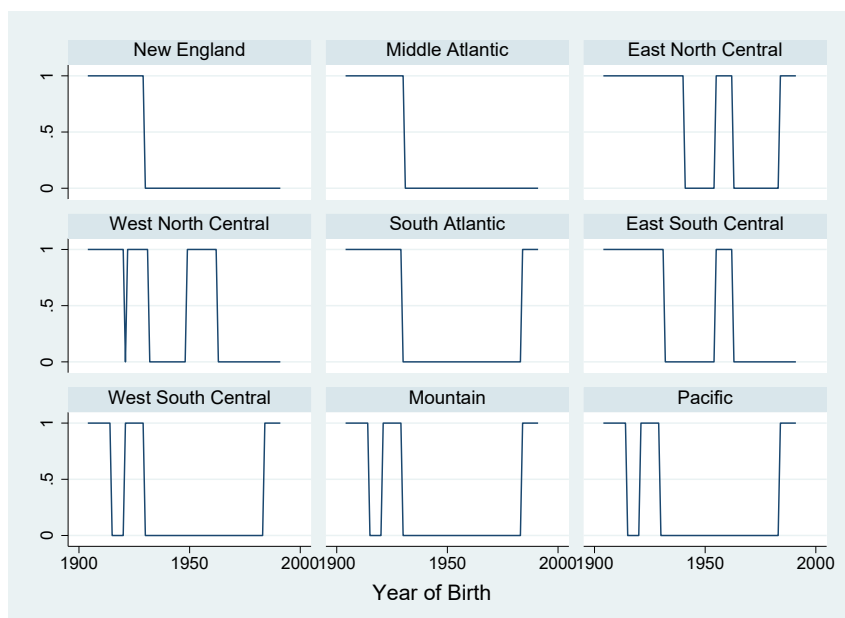 New England Middle Atlantic East North Central
1
.5
0
West North Central South Atlantic East South Central
1
.5
0
West South Central Mountain Pacific
1
.5
0
1900 1950 2000 1900 1950 2000 1900 1950 2000
Year of Birth